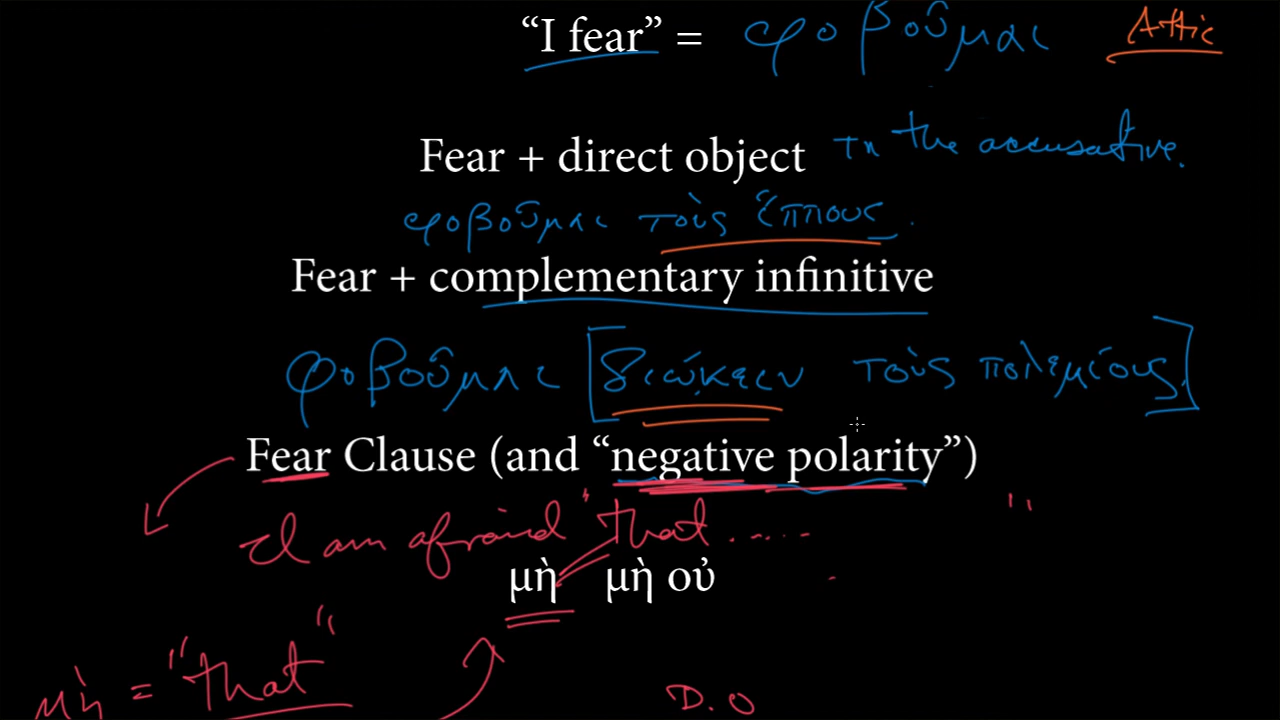 “I fear” = φοβοῦμαι Attic
Fear + direct object in the accusative.
φοβοῦμαι τοὺς ἵππους.
Fear + complementary infinitive
φοβοῦμαι [διώκειν τοὺς πολεμίους]
Fear Clause (and “negative polarity”)
I am afraid "that....."
μὴ μὴ οὐ
μὴ = "that"
D.O